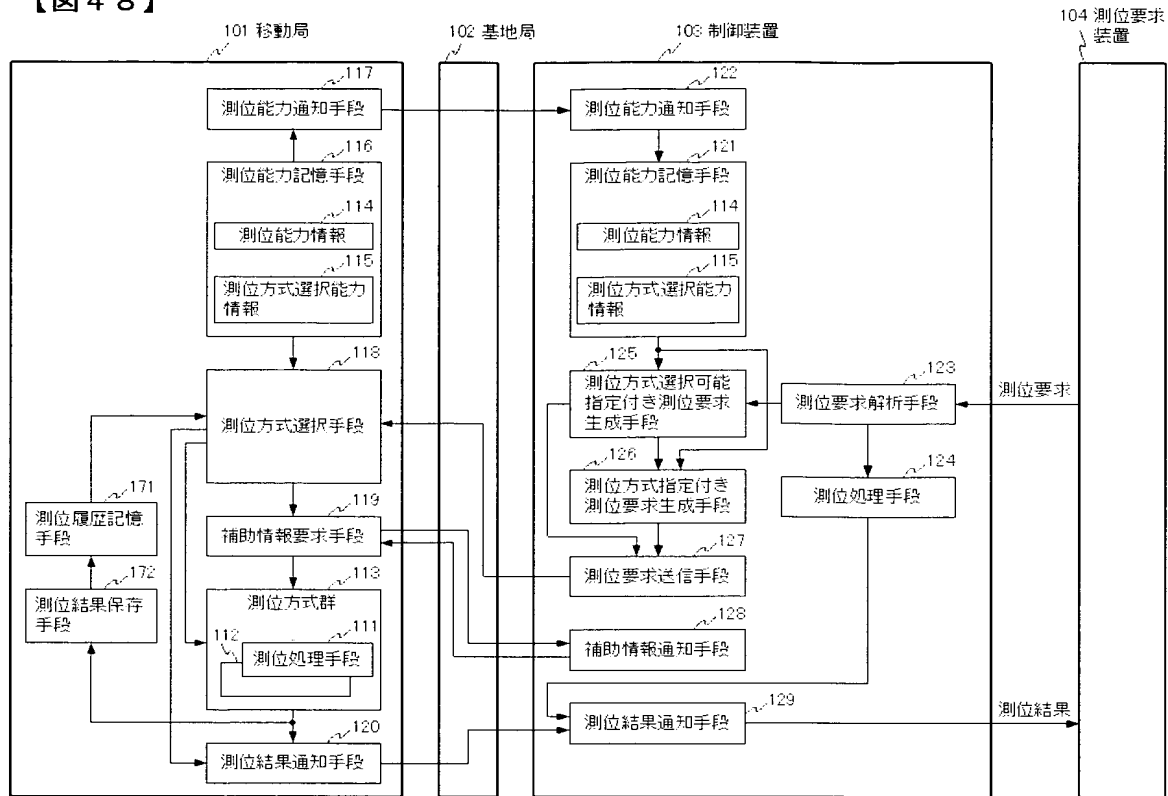 【図４８】
101 移動局
102 基地局
103 制御装置
104 測位要求
装置
117
測位能力通知手段
116
測位能力記憶手段
114
測位能力情報
115
測位方式選択能力
情報
118
測位方式選択手段
119
補助情報要求手段
113
測位方式群
112
111
測位処理手段
120
測位結果通知手段
171
測位履歴記憶
手段
172
測位結果保存
手段
122
測位能力通知手段
121
測位能力記憶手段
114
測位能力情報
115
測位方式選択能力
情報
125
測位方式選択可能
指定付き測位要求
生成手段
126
測位方式指定付き
測位要求生成手段
127
測位要求送信手段
128
補助情報通知手段
129
測位結果通知手段
123
測位要求解析手段
124
測位処理手段
測位要求
測位結果